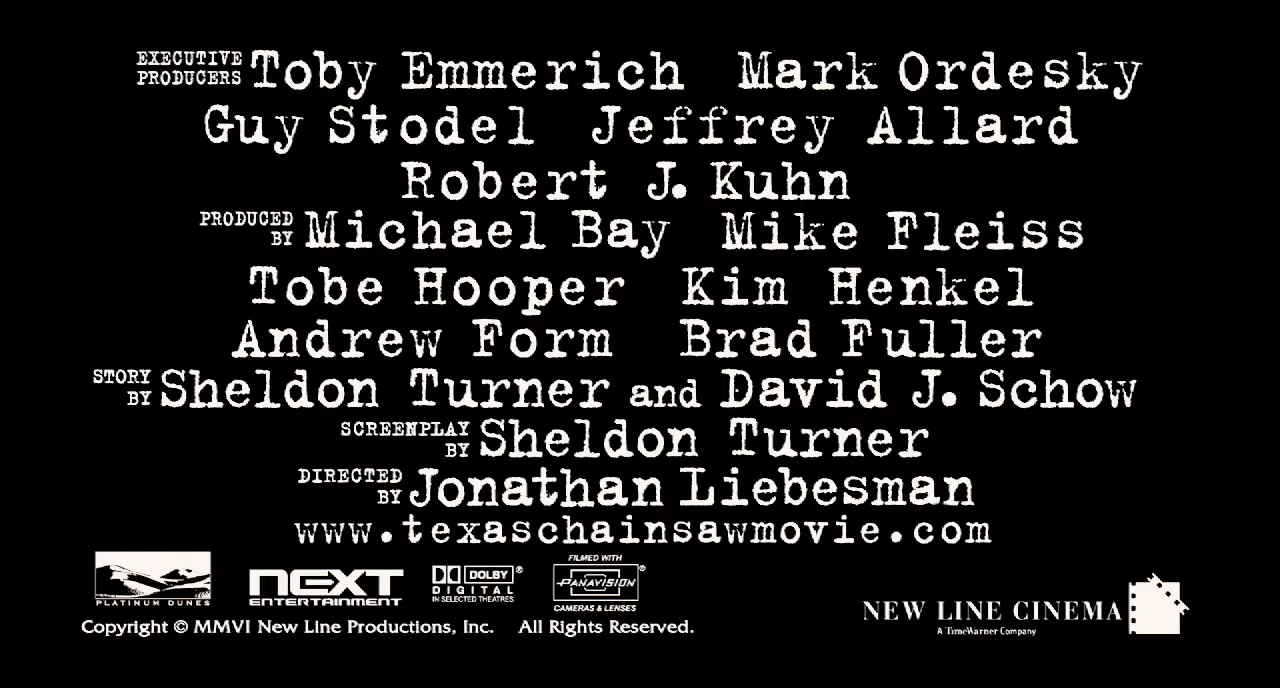 EXECUTIVE PRODUCERS Toby Emmerich Mark Ordesky
Guy Stodel Jeffrey Allard
Robert J. Kuhn
PRODUCED BY Michael Bay Mike Fleiss
Tobe Hooper Kim Henkel
Andrew Form Brad Fuller
STORY BY Sheldon Turner and David J. Schow
SCREENPLAY BY Sheldon Turner
DIRECTED BY Jonathan Liebesman
www.texaschainsawmovie.com
PLATINUM DUNES
NEXT
ENTERTAINMENT
DOLBY®
DIGITAL
IN SELECTED THEATRES
FILMED WITH
PANAVISION®
CAMERAS & LENSES
NEW LINE CINEMA
A TimeWarner Company
Copyright © MMVI New Line Productions, Inc. All Rights Reserved.